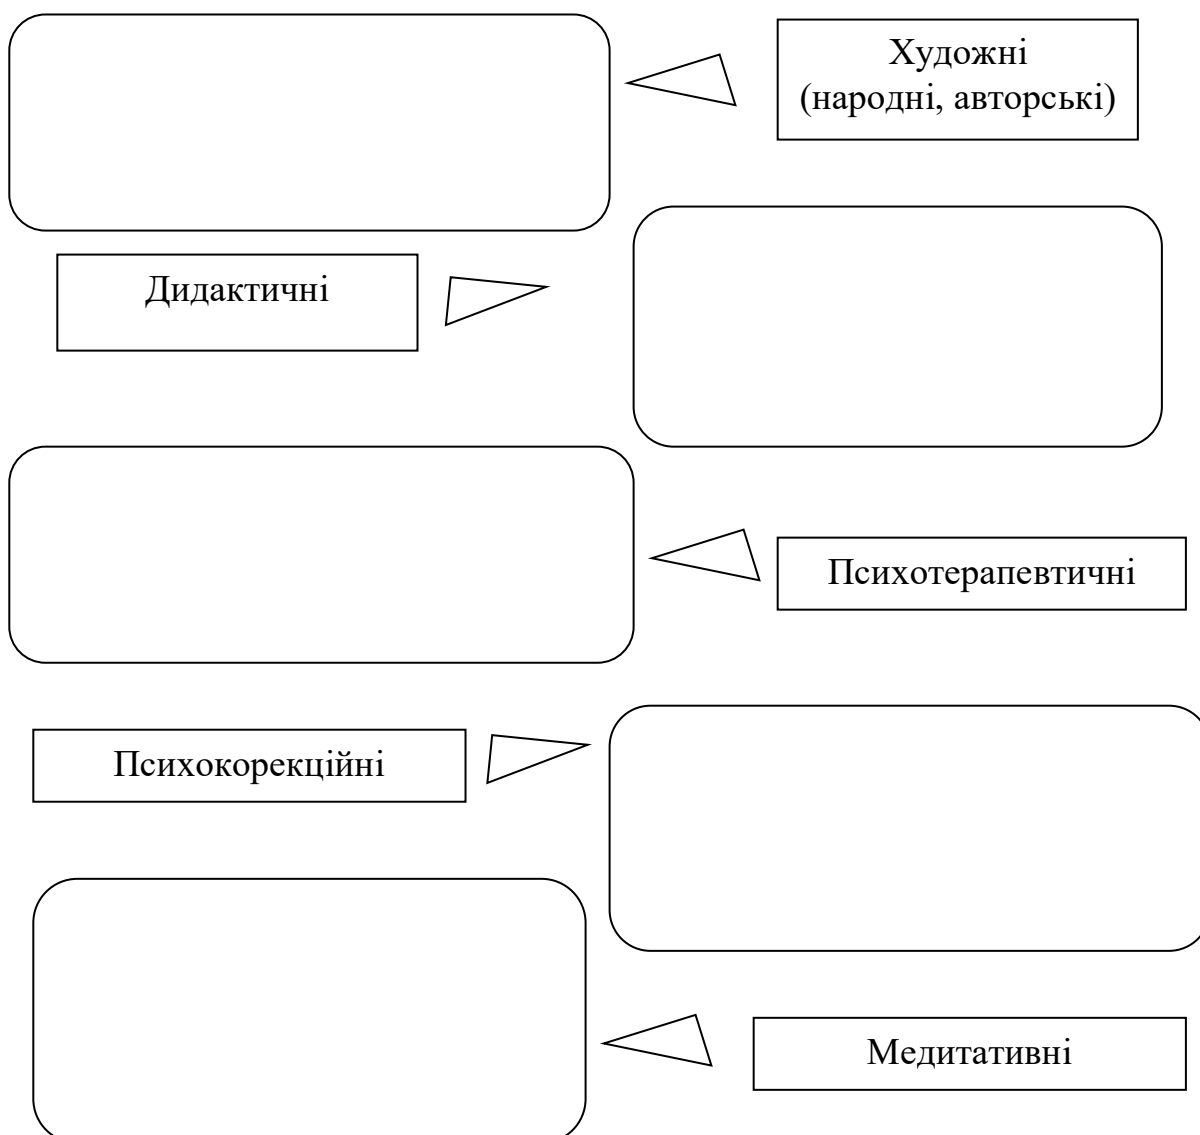 Художні
(народні, авторські)
Дидактичні
Психотерапевтичні
Психокорекційні
Медитативні